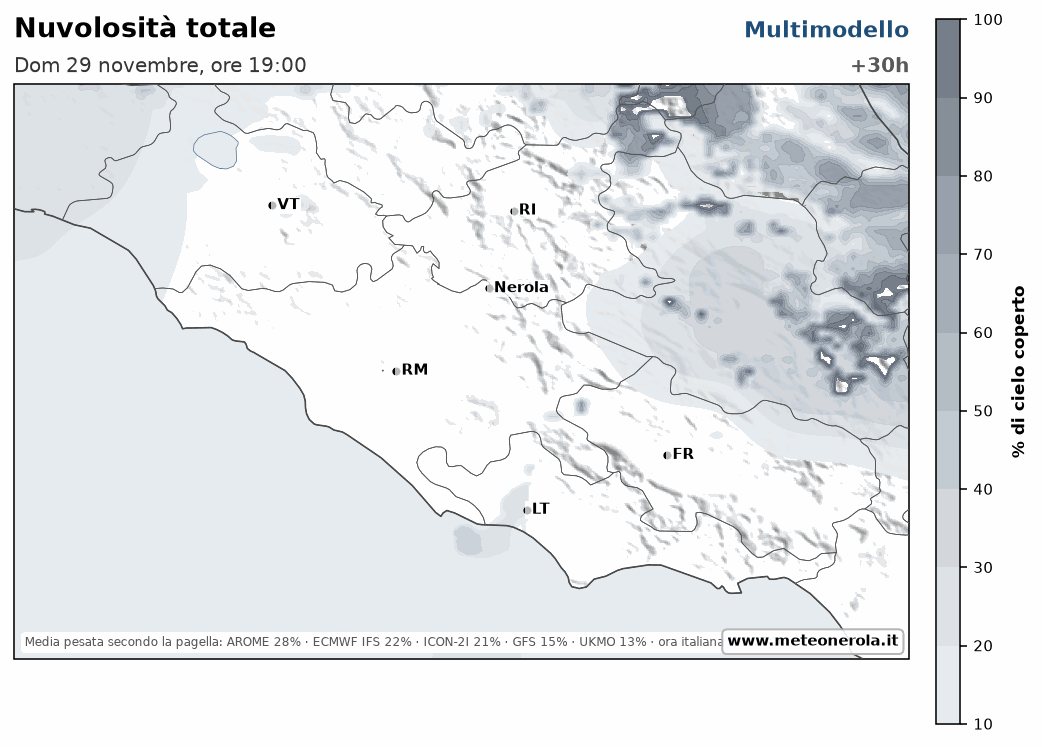 Nuvolosità totale
Multimodello
Dom 29 novembre, ore 19:00
+30h
100
90
80
70
60
50
40
30
20
10
% di cielo coperto
VT
RI
Nerola
RM
FR
LT
Media pesata secondo la pagella: AROME 28% · ECMWF IFS 22% · ICON-2I 21% · GFS 15% · UKMO 13% · ora italiana
www.meteonerola.it